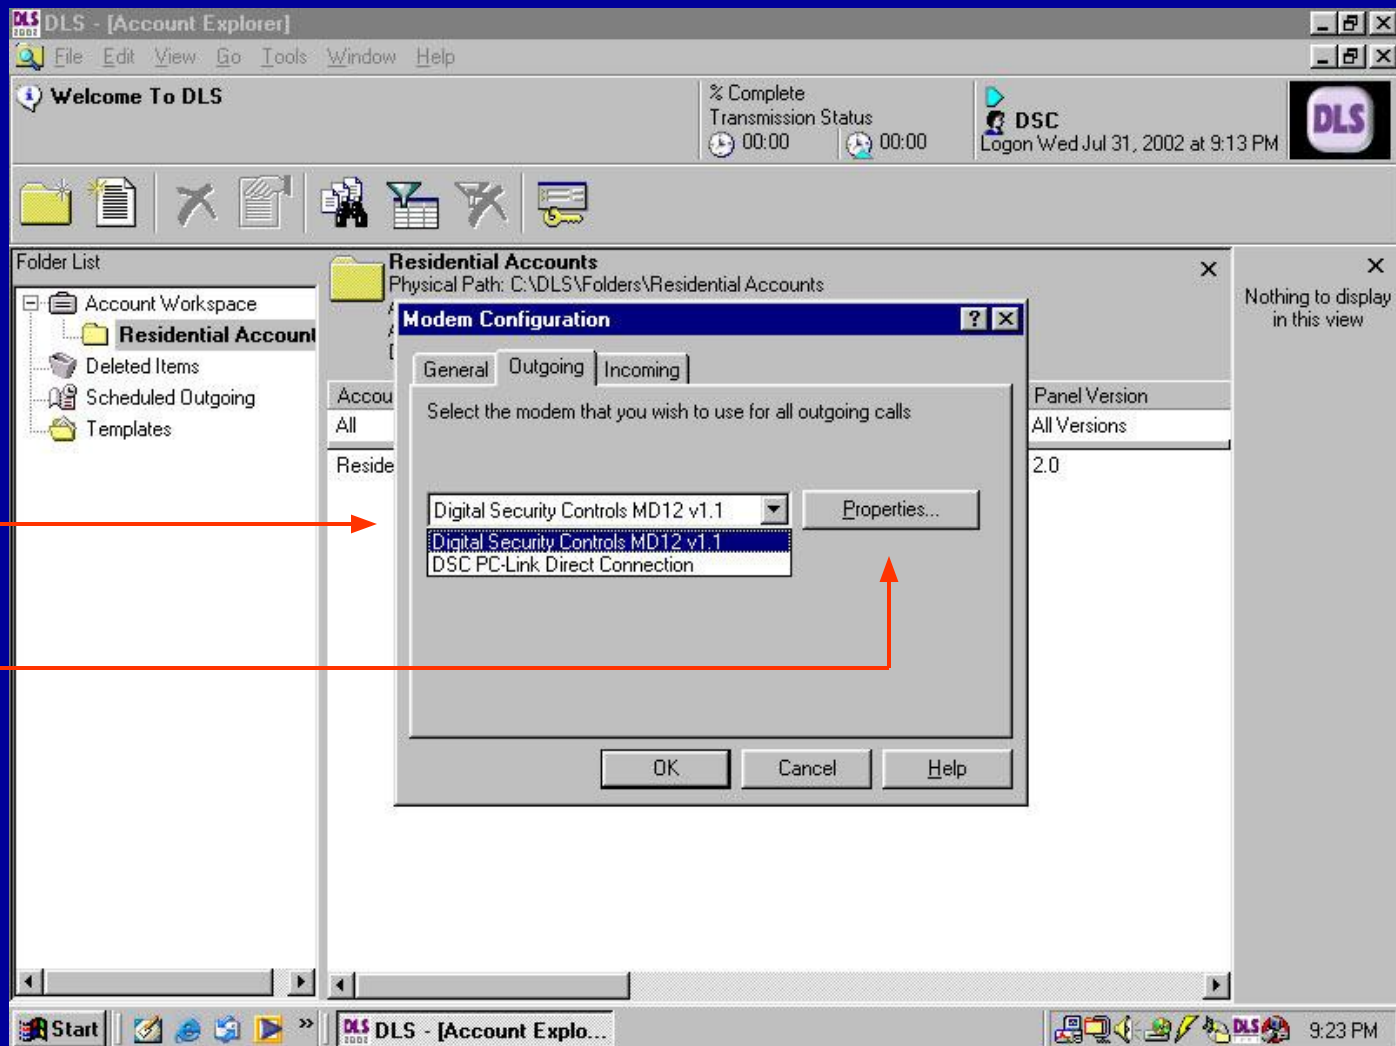 DLS - [Account Explorer]
File Edit View Go Tools Window Help
Welcome To DLS
% Complete
Transmission Status
00:00 00:00
DSC
Logon Wed Jul 31, 2002 at 9:13 PM
DLS
Folder List
Account Workspace
Residential Account
Deleted Items
Scheduled Outgoing
Templates
Residential Accounts
Physical Path: C:\DLS\Folders\Residential Accounts
Nothing to display
in this view
Accou
Panel Version
All
All Versions
Reside
2.0
Modem Configuration
General Outgoing Incoming
Select the modem that you wish to use for all outgoing calls
Digital Security Controls MD12 v1.1
Properties...
Digital Security Controls MD12 v1.1
DSC PC-Link Direct Connection
OK Cancel Help
Start
DLS 2002
DLS - [Account Explo...
DLS
9:23 PM